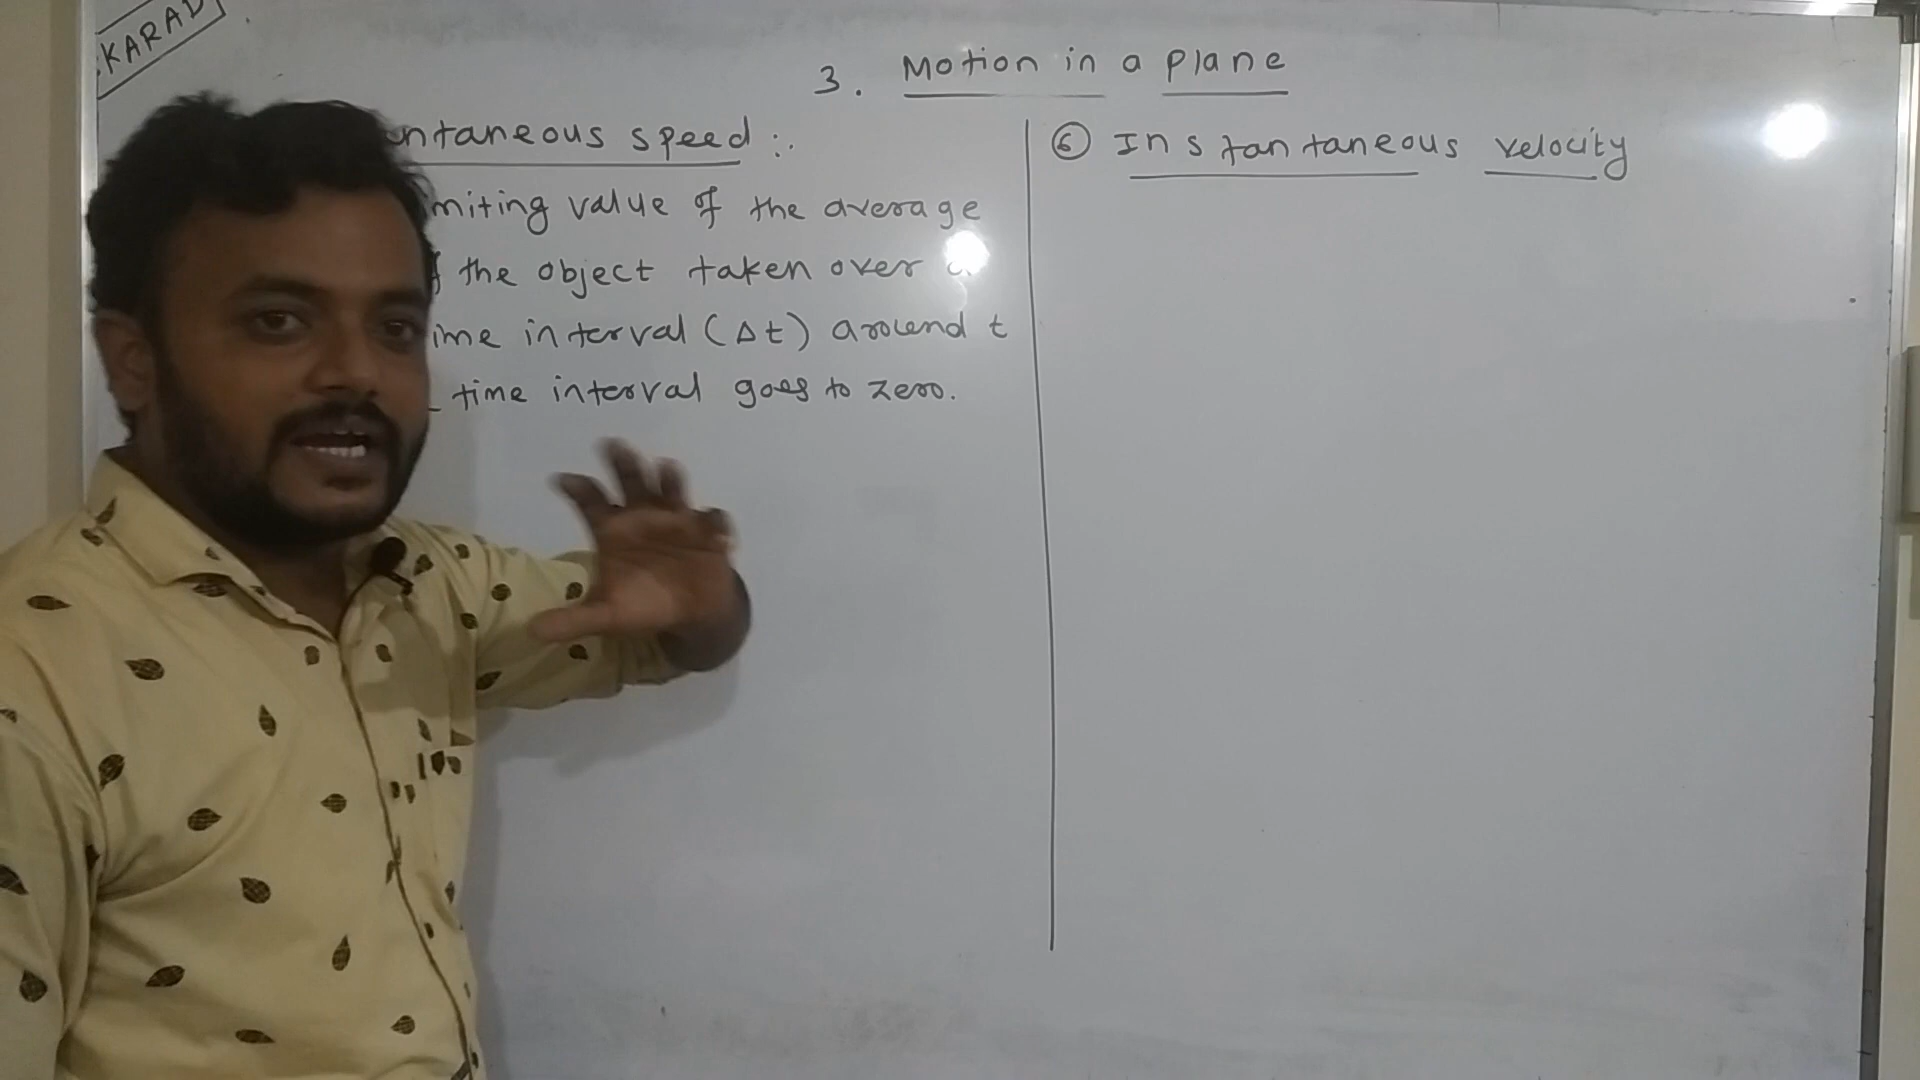 KARAD
3. Motion in a plane
ntaneous speed :.
miting value of the average
the object taken over
ime interval (Δt) around t
time interval goes to zero.
⑥ Instantaneous velocity